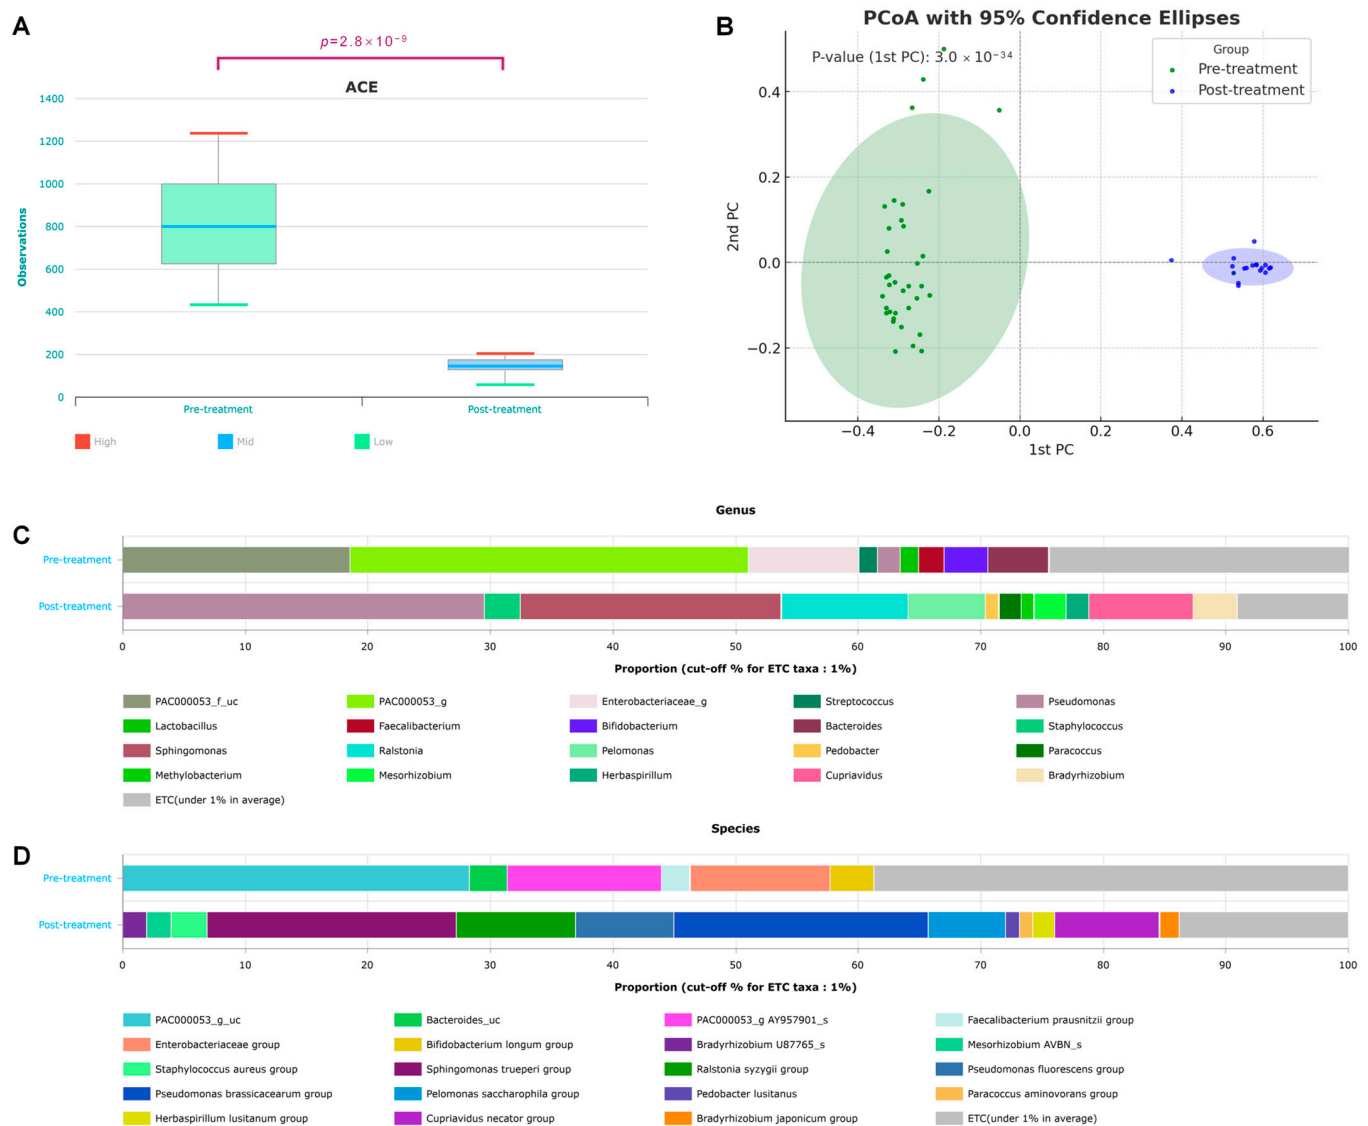 A
p=2.8×10⁻⁹
ACE
Observations
1400
1200
1000
800
600
400
200
0
Pre-treatment
Post-treatment
High
Mid
Low
B
PCoA with 95% Confidence Ellipses
P-value (1st PC): 3.0 × 10⁻³⁴
Group
Pre-treatment
Post-treatment
2nd PC
0.4
0.2
0.0
−0.2
−0.4 −0.2 0.0 0.2 0.4 0.6
1st PC
C
Genus
Pre-treatment
Post-treatment
0 10 20 30 40 50 60 70 80 90 100
Proportion (cut-off % for ETC taxa : 1%)
PAC000053_f_uc PAC000053_g Enterobacteriaceae_g Streptococcus Pseudomonas
Lactobacillus Faecalibacterium Bifidobacterium Bacteroides Staphylococcus
Sphingomonas Ralstonia Pelomonas Pedobacter Paracoccus
Methylobacterium Mesorhizobium Herbaspirillum Cupriavidus Bradyrhizobium
ETC(under 1% in average)
D
Species
Pre-treatment
Post-treatment
0 10 20 30 40 50 60 70 80 90 100
Proportion (cut-off % for ETC taxa : 1%)
PAC000053_g_uc Bacteroides_uc PAC000053_g AY957901_s Faecalibacterium prausnitzii group
Enterobacteriaceae group Bifidobacterium longum group Bradyrhizobium U87765_s Mesorhizobium AVBN_s
Staphylococcus aureus group Sphingomonas trueperi group Ralstonia syzygii group Pseudomonas fluorescens group
Pseudomonas brassicacearum group Pelomonas saccharophila group Pedobacter lusitanus Paracoccus aminovorans group
Herbaspirillum lusitanum group Cupriavidus necator group Bradyrhizobium japonicum group ETC(under 1% in average)